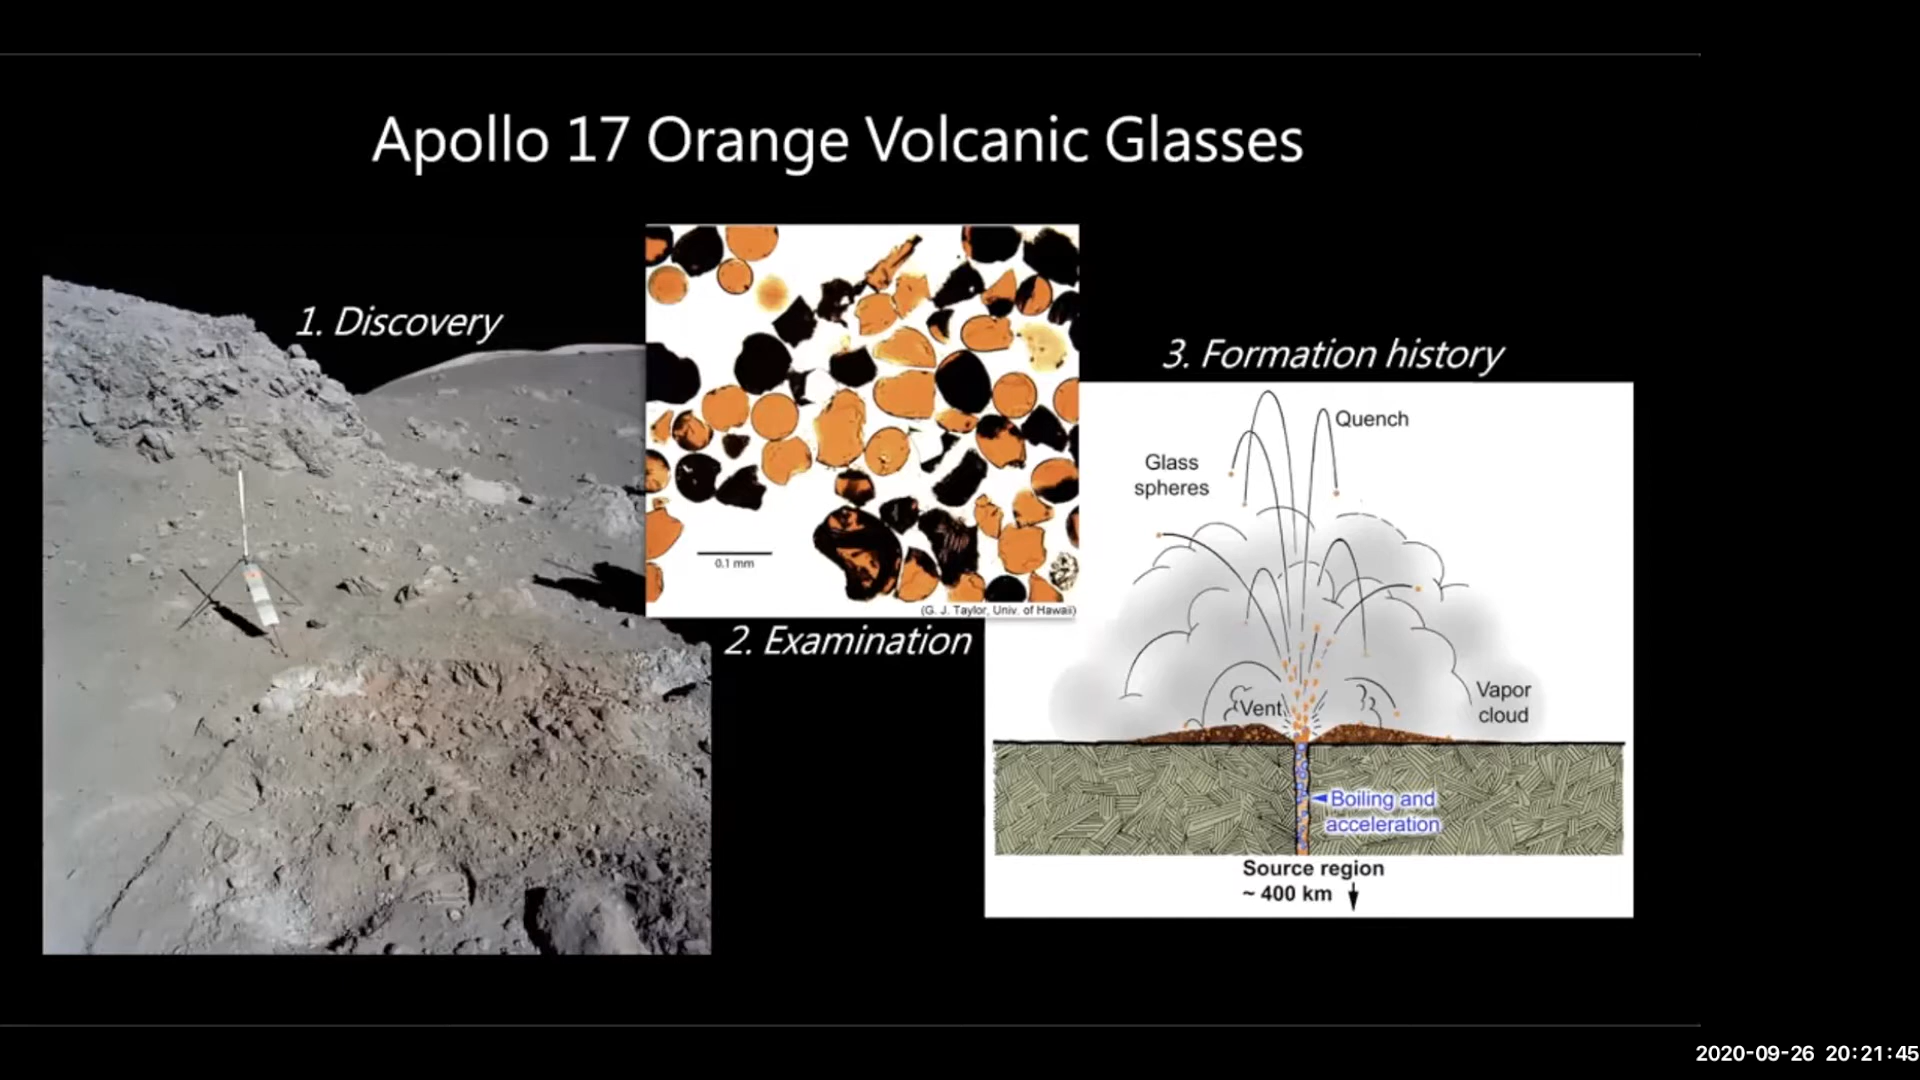 Apollo 17 Orange Volcanic Glasses
1. Discovery
0.1 mm
(G. J. Taylor, Univ. of Hawaii)
2. Examination
3. Formation history
Quench
Glass
spheres
Vent
Vapor
cloud
Boiling and
acceleration
Source region
~ 400 km
2020-09-26 20:21:45